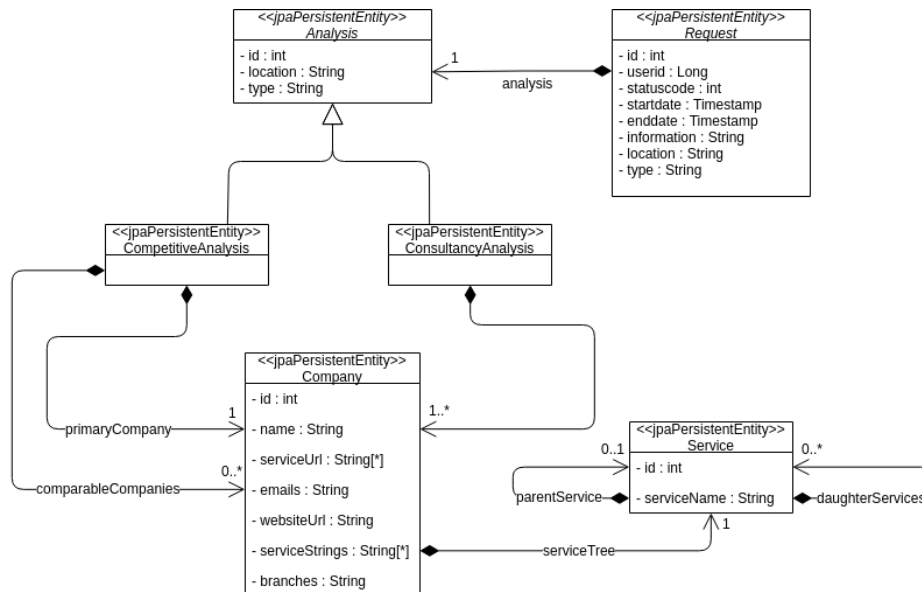 <<jpaPersistentEntity>>
Analysis
- id : int
- location : String
- type : String
<<jpaPersistentEntity>>
Request
- id : int
- userid : Long
- statuscode : int
- startdate : Timestamp
- enddate : Timestamp
- information : String
- location : String
- type : String
1
analysis
<<jpaPersistentEntity>>
CompetitiveAnalysis
<<jpaPersistentEntity>>
ConsultancyAnalysis
<<jpaPersistentEntity>>
Company
- id : int
- name : String
- serviceUrl : String[*]
- emails : String
- websiteUrl : String
- serviceStrings : String[*]
- branches : String
primaryCompany
1
comparableCompanies
0..*
1..*
<<jpaPersistentEntity>>
Service
- id : int
- serviceName : String
0..1
parentService
0..*
daughterServices
serviceTree
1